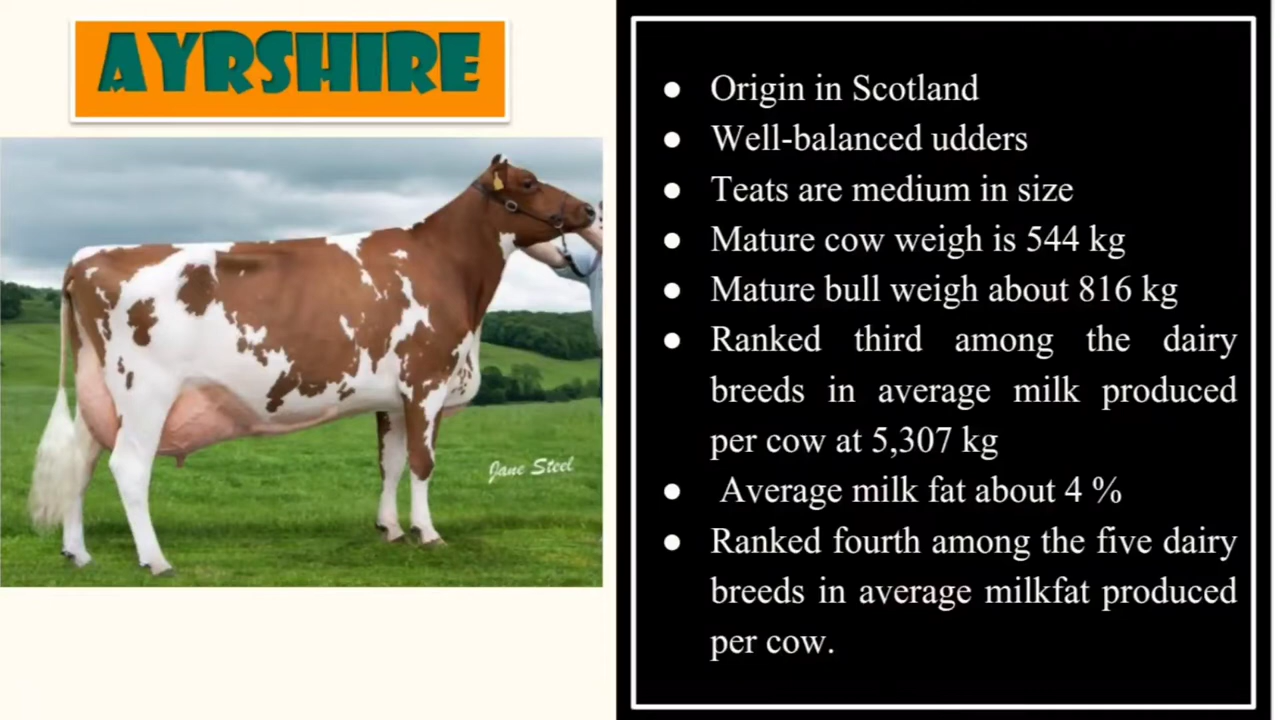 AYRSHIRE
Jane Steel
● Origin in Scotland
● Well-balanced udders
● Teats are medium in size
● Mature cow weigh is 544 kg
● Mature bull weigh about 816 kg
● Ranked third among the dairy
breeds in average milk produced
per cow at 5,307 kg
● Average milk fat about 4 %
● Ranked fourth among the five dairy
breeds in average milkfat produced
per cow.